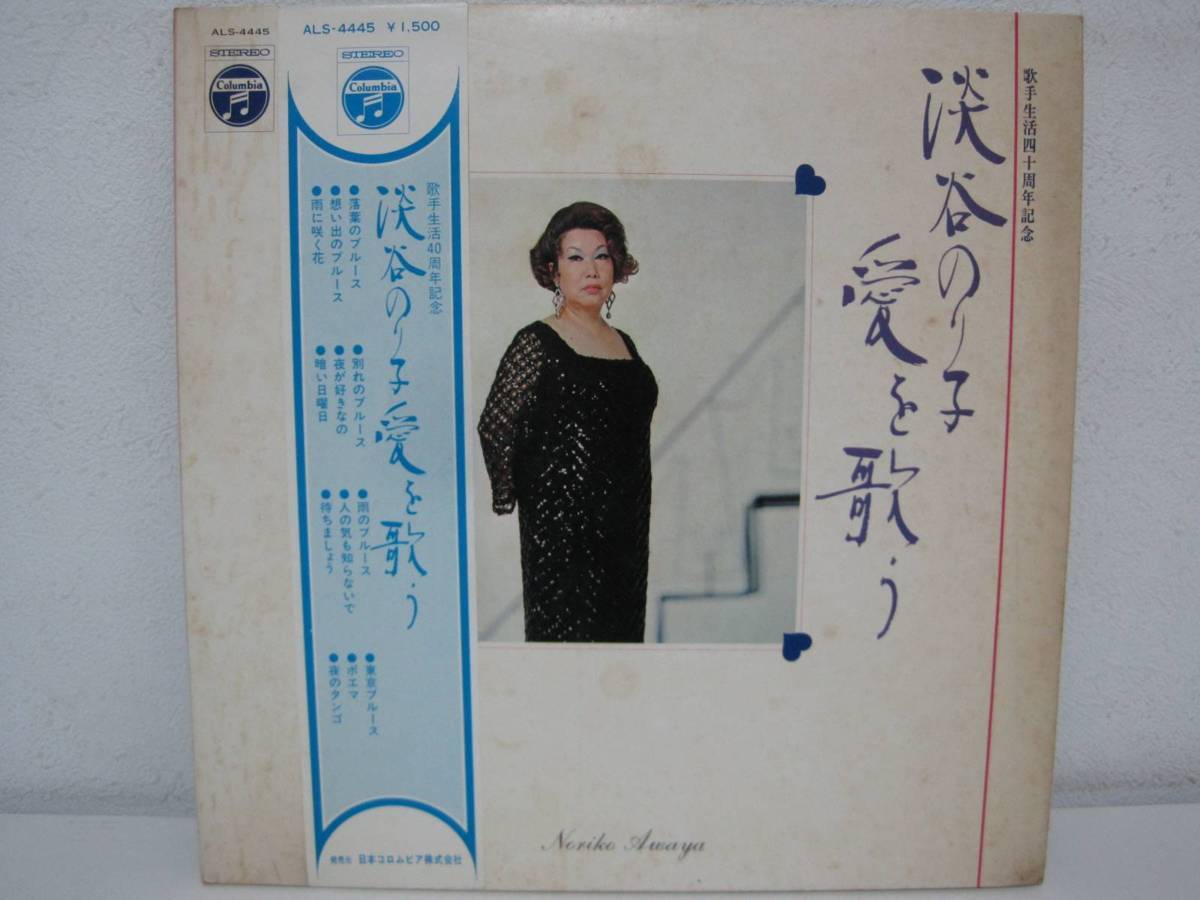 ALS-4445
STEREO
Columbia
ALS-4445 ¥1,500
STEREO
Columbia
歌手生活40周年記念
淡谷のり子愛を歌う
●落葉のブルース
●想い出のブルース
●雨に咲く花
●別れのブルース
●夜が好きなの
●暗い日曜日
●雨のブルース
●人の気も知らないで
●待ちましょう
●東京ブルース
●ポエマ
●夜のタンゴ
発売元 日本コロムビア株式会社
歌手生活四十周年記念
淡谷のり子
愛を歌う
Noriko Awaya